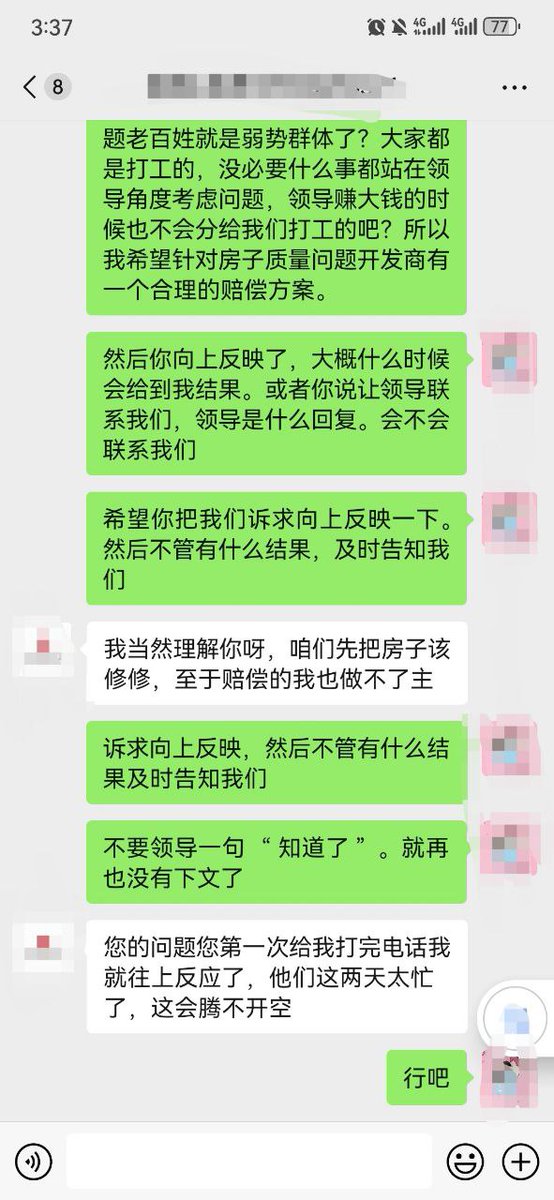 3:37
4G
4G
77
8
题老百姓就是弱势群体了？大家都
是打工的，没必要什么事都站在领
导角度考虑问题，领导赚大钱的时
候也不会分给我们打工的吧？所以
我希望针对房子质量问题开发商有
一个合理的赔偿方案。
然后你向上反映了，大概什么时候
会给到我结果。或者你说让领导联
系我们，领导是什么回复。会不会
联系我们
希望你把我们诉求向上反映一下。
然后不管有什么结果，及时告知我
们
我当然理解你呀，咱们先把房子该
修修，至于赔偿的我也做不了主
诉求向上反映，然后不管有什么结
果及时告知我们
不要领导一句“知道了”。就再
也没有下文了
您的问题您第一次给我打完电话我
就往上反应了，他们这两天太忙
了，这会腾不开空
行吧